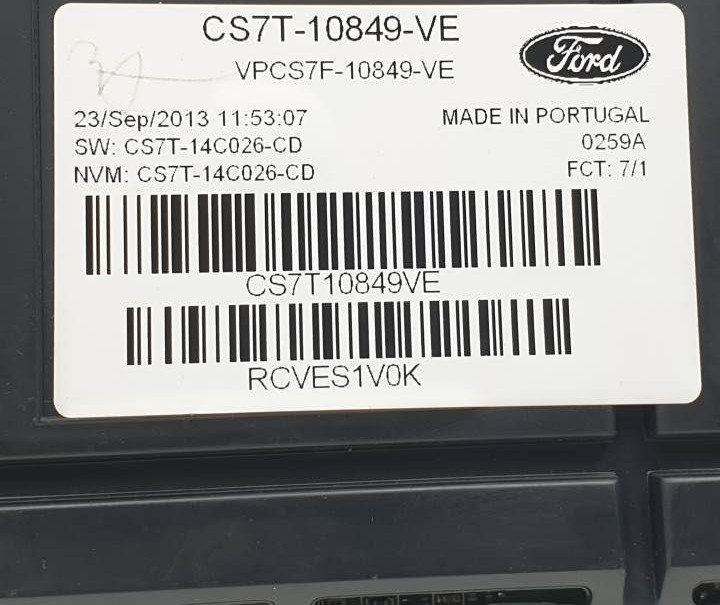 CS7T-10849-VE
Ford
VPCS7F-10849-VE
23/Sep/2013 11:53:07
MADE IN PORTUGAL
SW: CS7T-14C026-CD
0259A
NVM: CS7T-14C026-CD
FCT: 7/1
CS7T10849VE
RCVES1V0K